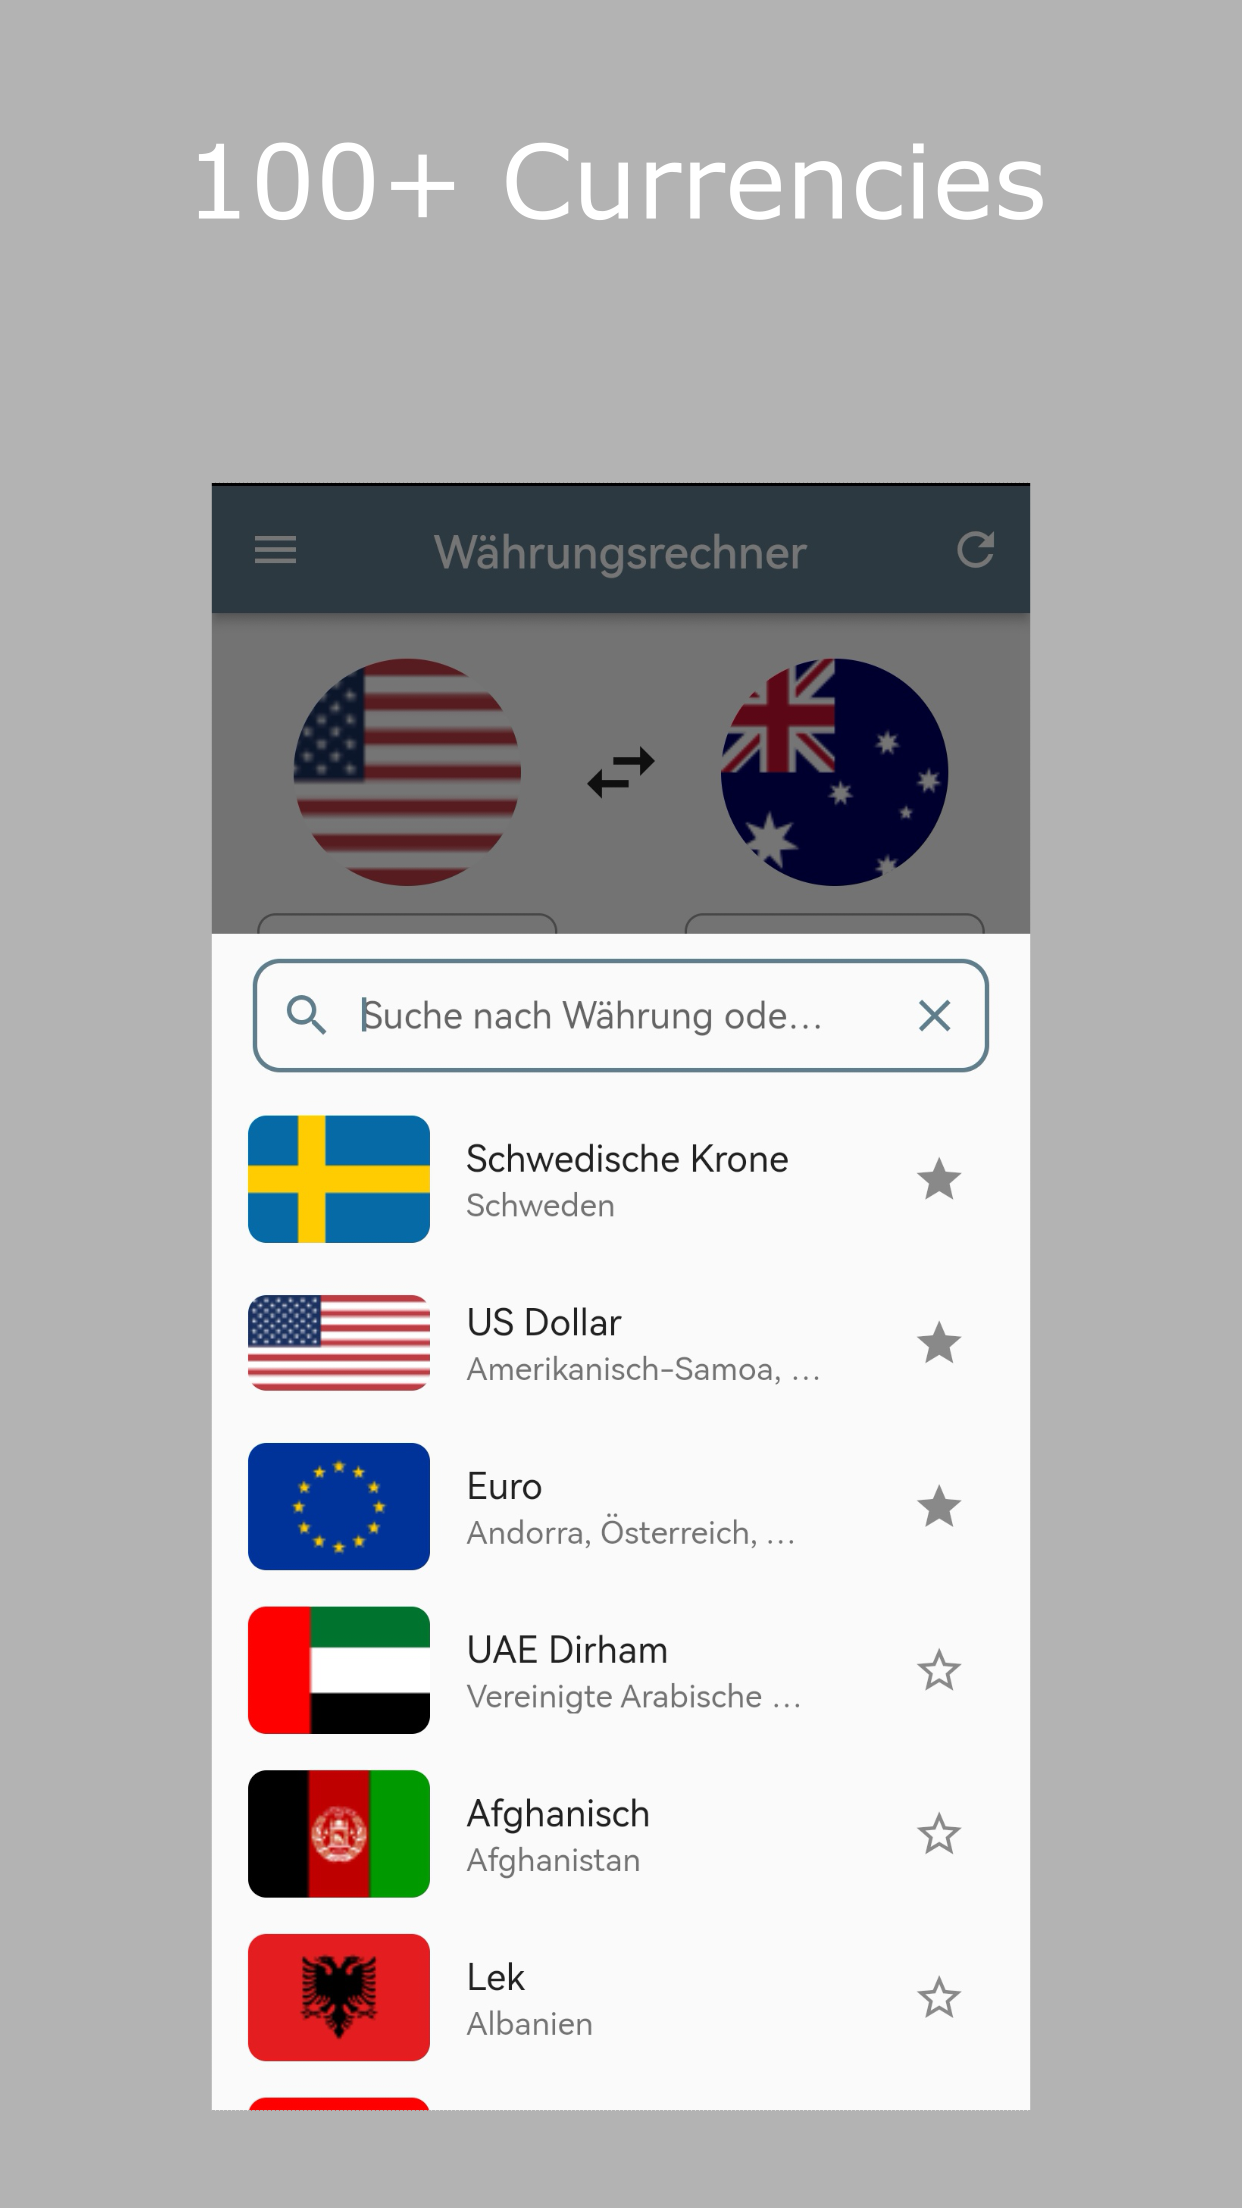 100+ Currencies
Währungsrechner
Suche nach Währung ode...
Schwedische Krone
Schweden
US Dollar
Amerikanisch-Samoa, ...
Euro
Andorra, Österreich, ...
UAE Dirham
Vereinigte Arabische ...
Afghanisch
Afghanistan
Lek
Albanien